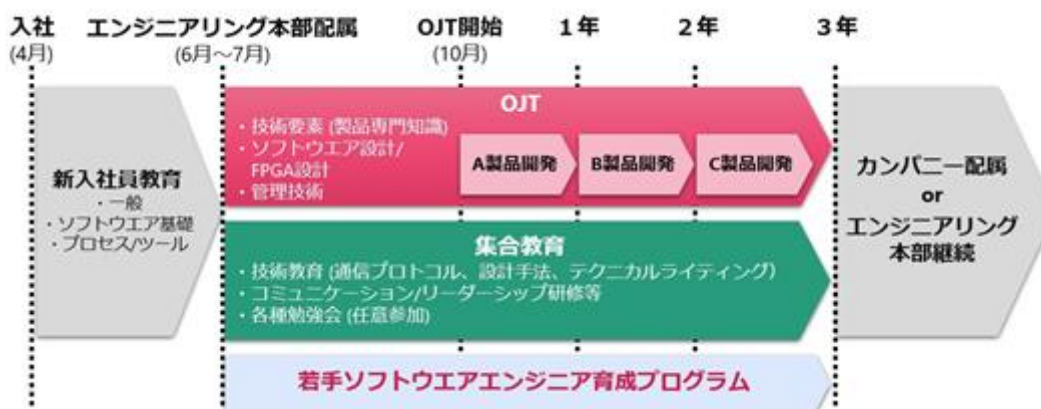 入社
(4月)
エンジニアリング本部配属
(6月～7月)
OJT開始
(10月)
1年
2年
3年
新入社員教育
・一般
・ソフトウエア基礎
・プロセス/ツール
OJT
・技術要素 (製品専門知識)
・ソフトウエア設計/
FPGA設計
・管理技術
A製品開発
B製品開発
C製品開発
集合教育
・技術教育 (通信プロトコル、設計手法、テクニカルライティング)
・コミュニケーション/リーダーシップ研修等
・各種勉強会 (任意参加)
若手ソフトウエアエンジニア育成プログラム
カンパニー配属
or
エンジニアリング
本部継続